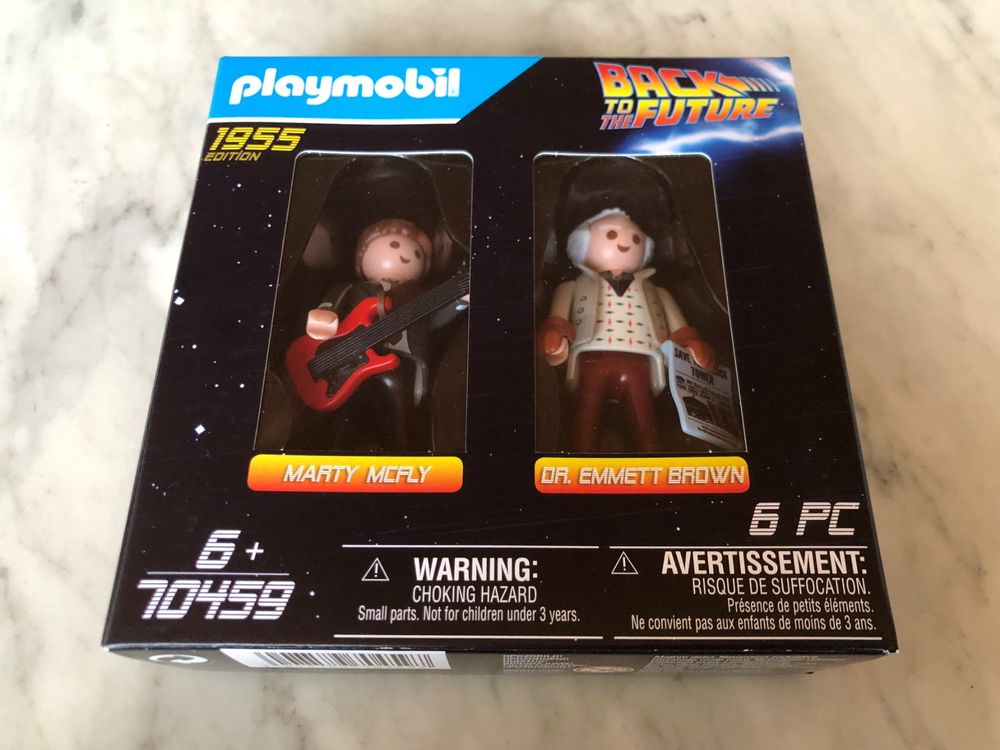 playmobil
BACK
TO
THE FUTURE
1955
EDITION
SAVE
TOWER
MARTY MCFLY
DR. EMMETT BROWN
6 PC
6+
70459
WARNING:
CHOKING HAZARD
Small parts. Not for children under 3 years.
AVERTISSEMENT:
RISQUE DE SUFFOCATION.
Présence de petits éléments.
Ne convient pas aux enfants de moins de 3 ans.